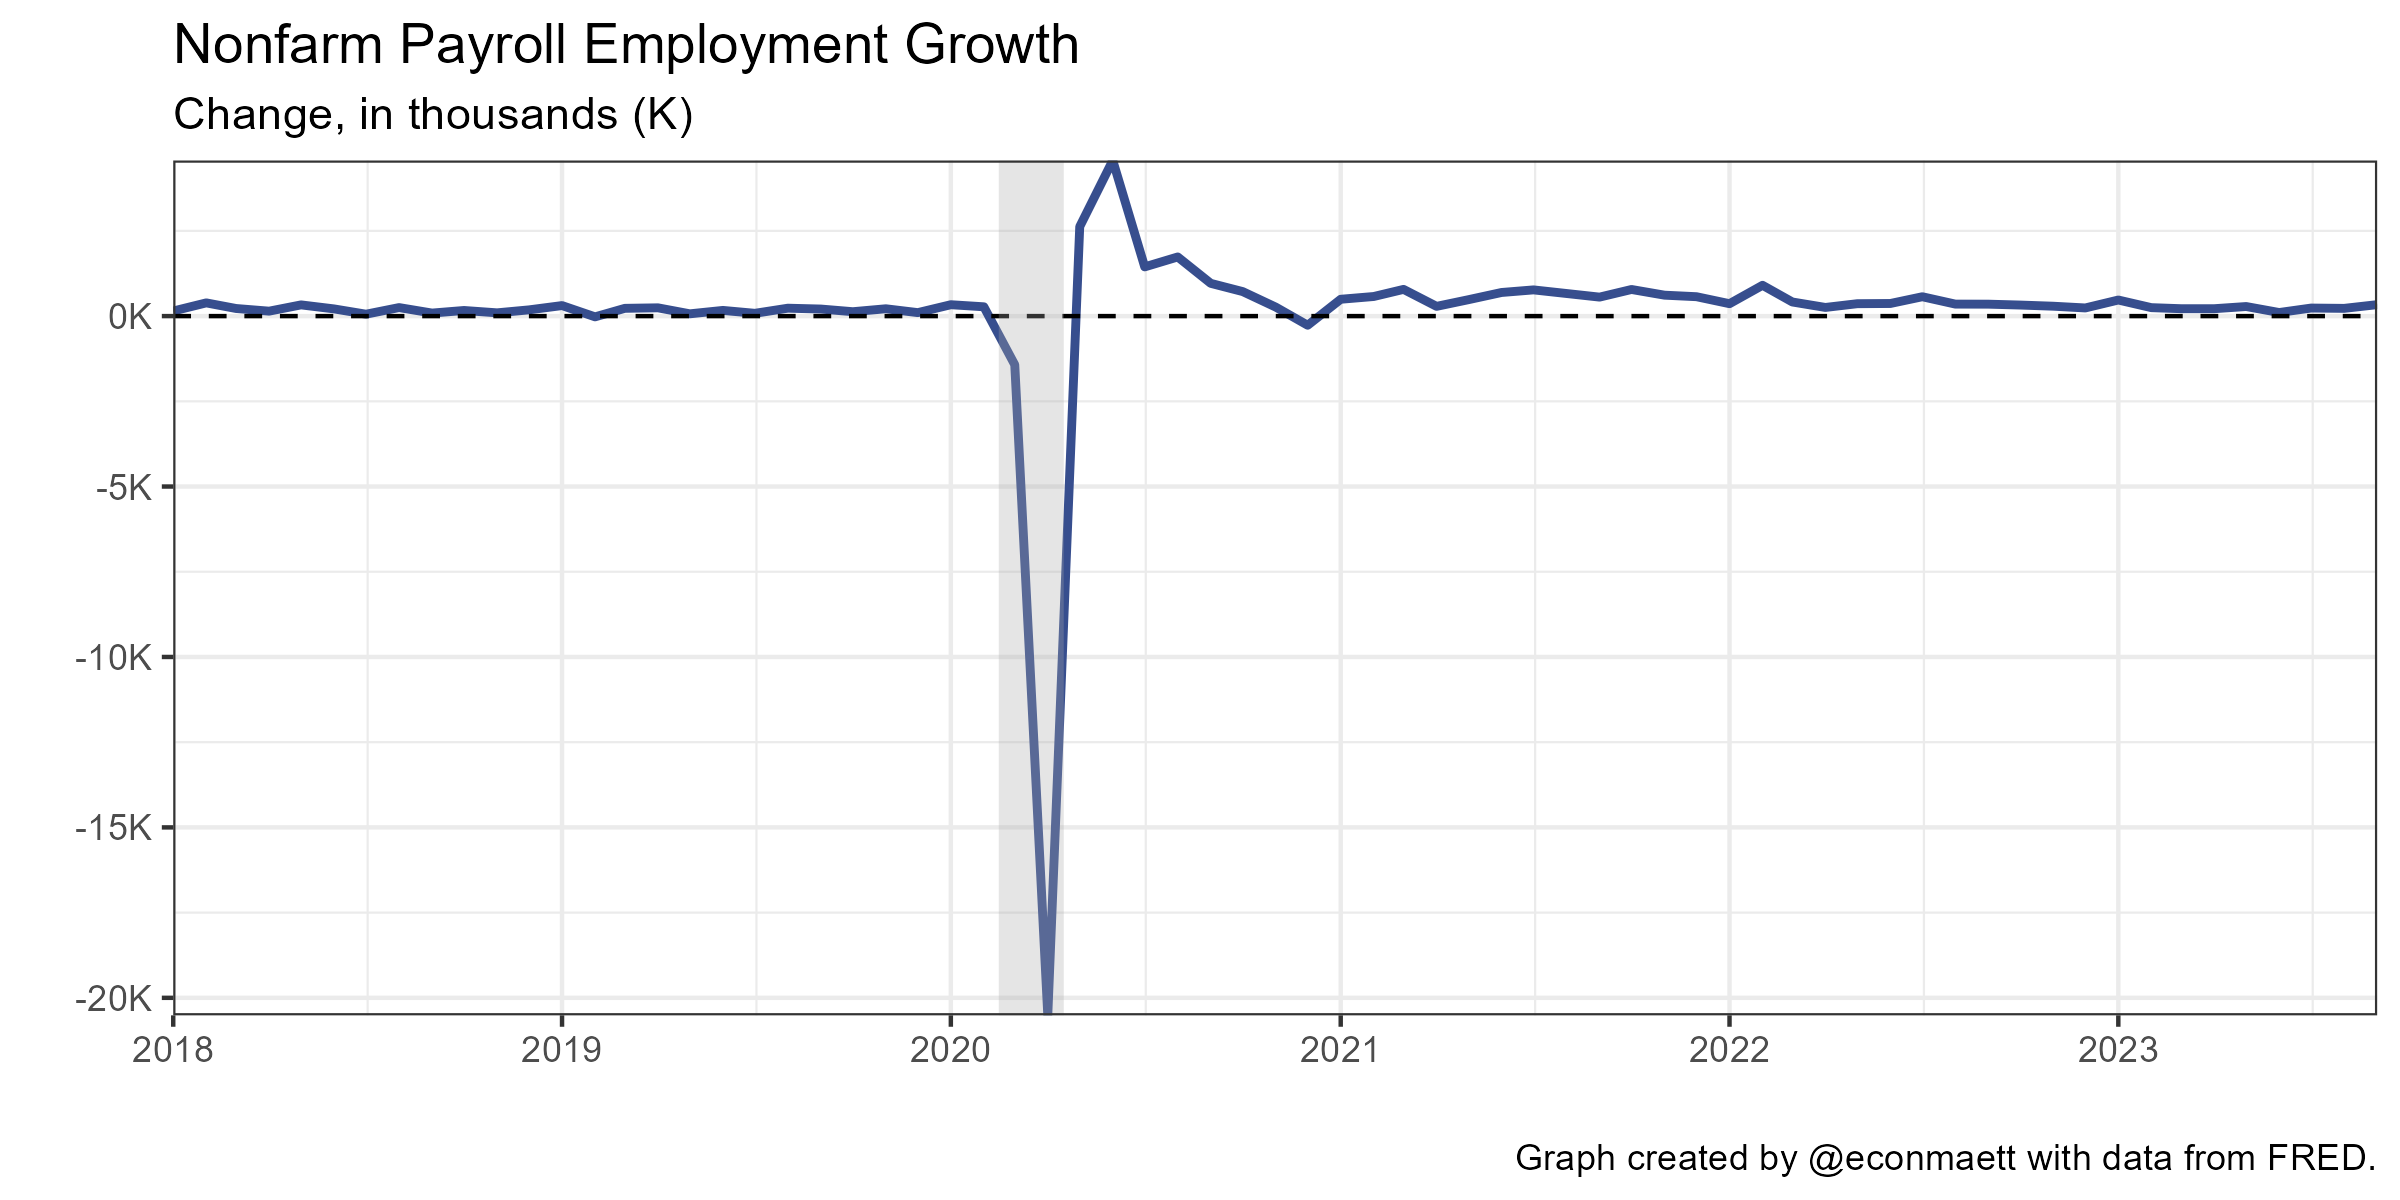 Nonfarm Payroll Employment Growth
Change, in thousands (K)
0K
-5K
-10K
-15K
-20K
2018 2019 2020 2021 2022 2023
Graph created by @econmaett with data from FRED.